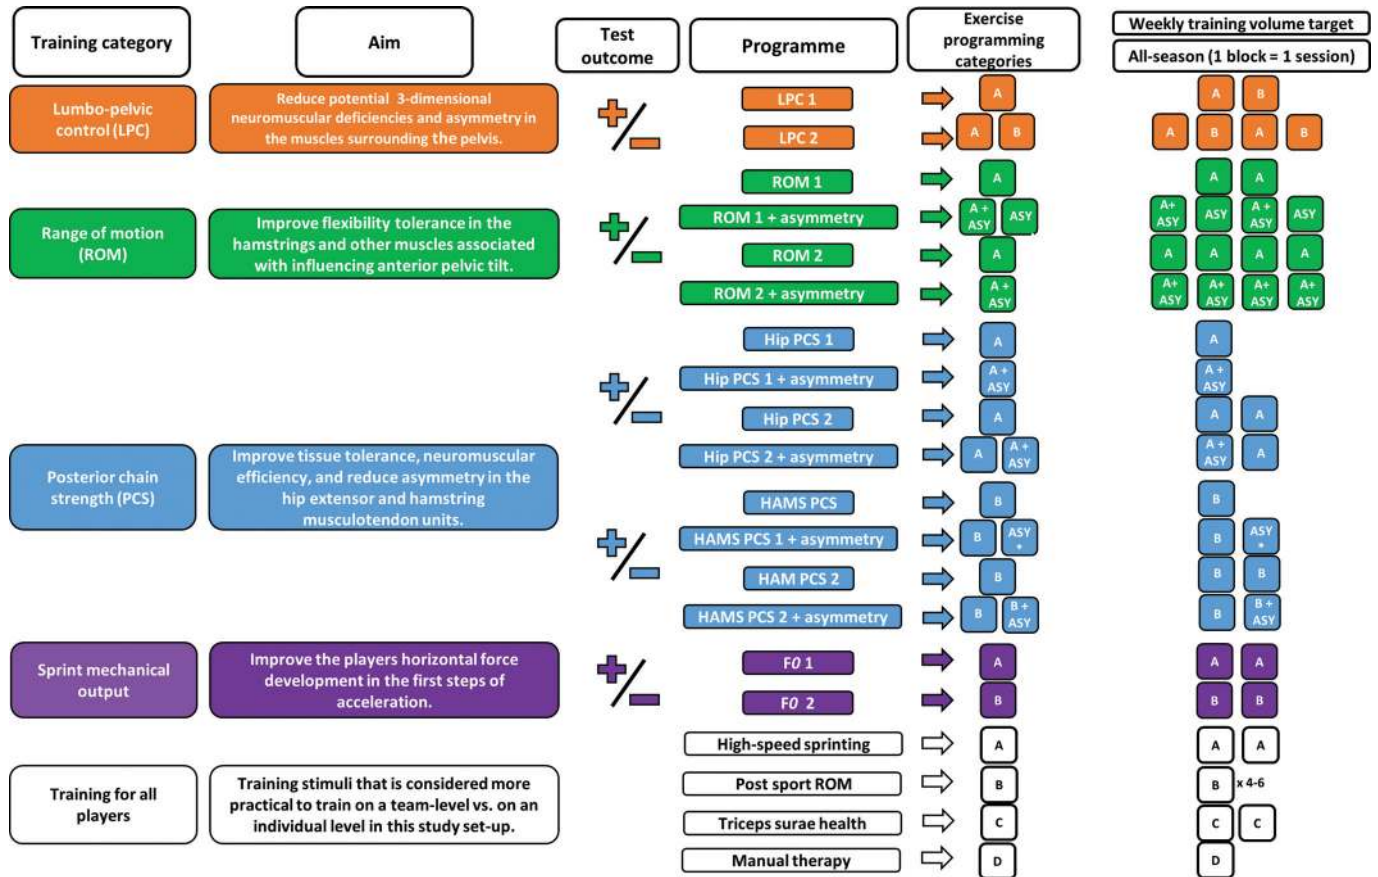 Training category
Aim
Test
outcome
Programme
Exercise
programming
categories
Weekly training volume target
All-season (1 block = 1 session)
Lumbo-pelvic
control (LPC)
Reduce potential 3-dimensional
neuromuscular deficiencies and asymmetry in
the muscles surrounding the pelvis.
LPC 1
A
A B
LPC 2
A B
A B A B
Range of motion
(ROM)
Improve flexibility tolerance in the
hamstrings and other muscles associated
with influencing anterior pelvic tilt.
ROM 1
A
A A
ROM 1 + asymmetry
A +
ASY
ASY
A+
ASY
ASY
A +
ASY
ASY
ROM 2
A
A A A A
ROM 2 + asymmetry
A +
ASY
A+
ASY
A+
ASY
A +
ASY
A+
ASY
Posterior chain
strength (PCS)
Improve tissue tolerance, neuromuscular
efficiency, and reduce asymmetry in the
hip extensor and hamstring
musculotendon units.
Hip PCS 1
A
A
Hip PCS 1 + asymmetry
A +
ASY
A +
ASY
Hip PCS 2
A
A A
Hip PCS 2 + asymmetry
A
A +
ASY
A +
ASY
A
HAMS PCS
B
B
HAMS PCS 1 + asymmetry
B
ASY
+
B
ASY
*
HAM PCS 2
B
B B
HAMS PCS 2 + asymmetry
B
B +
ASY
B
B +
ASY
Sprint mechanical
output
Improve the players horizontal force
development in the first steps of
acceleration.
F0 1
A
A A
F0 2
B
B B
Training for all
players
Training stimuli that is considered more
practical to train on a team-level vs. on an
individual level in this study set-up.
High-speed sprinting
A
A A
Post sport ROM
B
B x 4-6
Triceps surae health
C
C C
Manual therapy
D
D